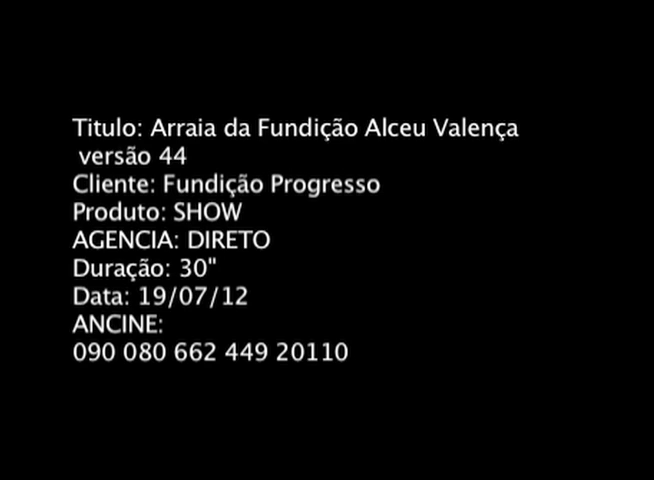 Titulo: Arraia da Fundição Alceu Valença
versão 44
Cliente: Fundição Progresso
Produto: SHOW
AGENCIA: DIRETO
Duração: 30"
Data: 19/07/12
ANCINE:
090 080 662 449 20110